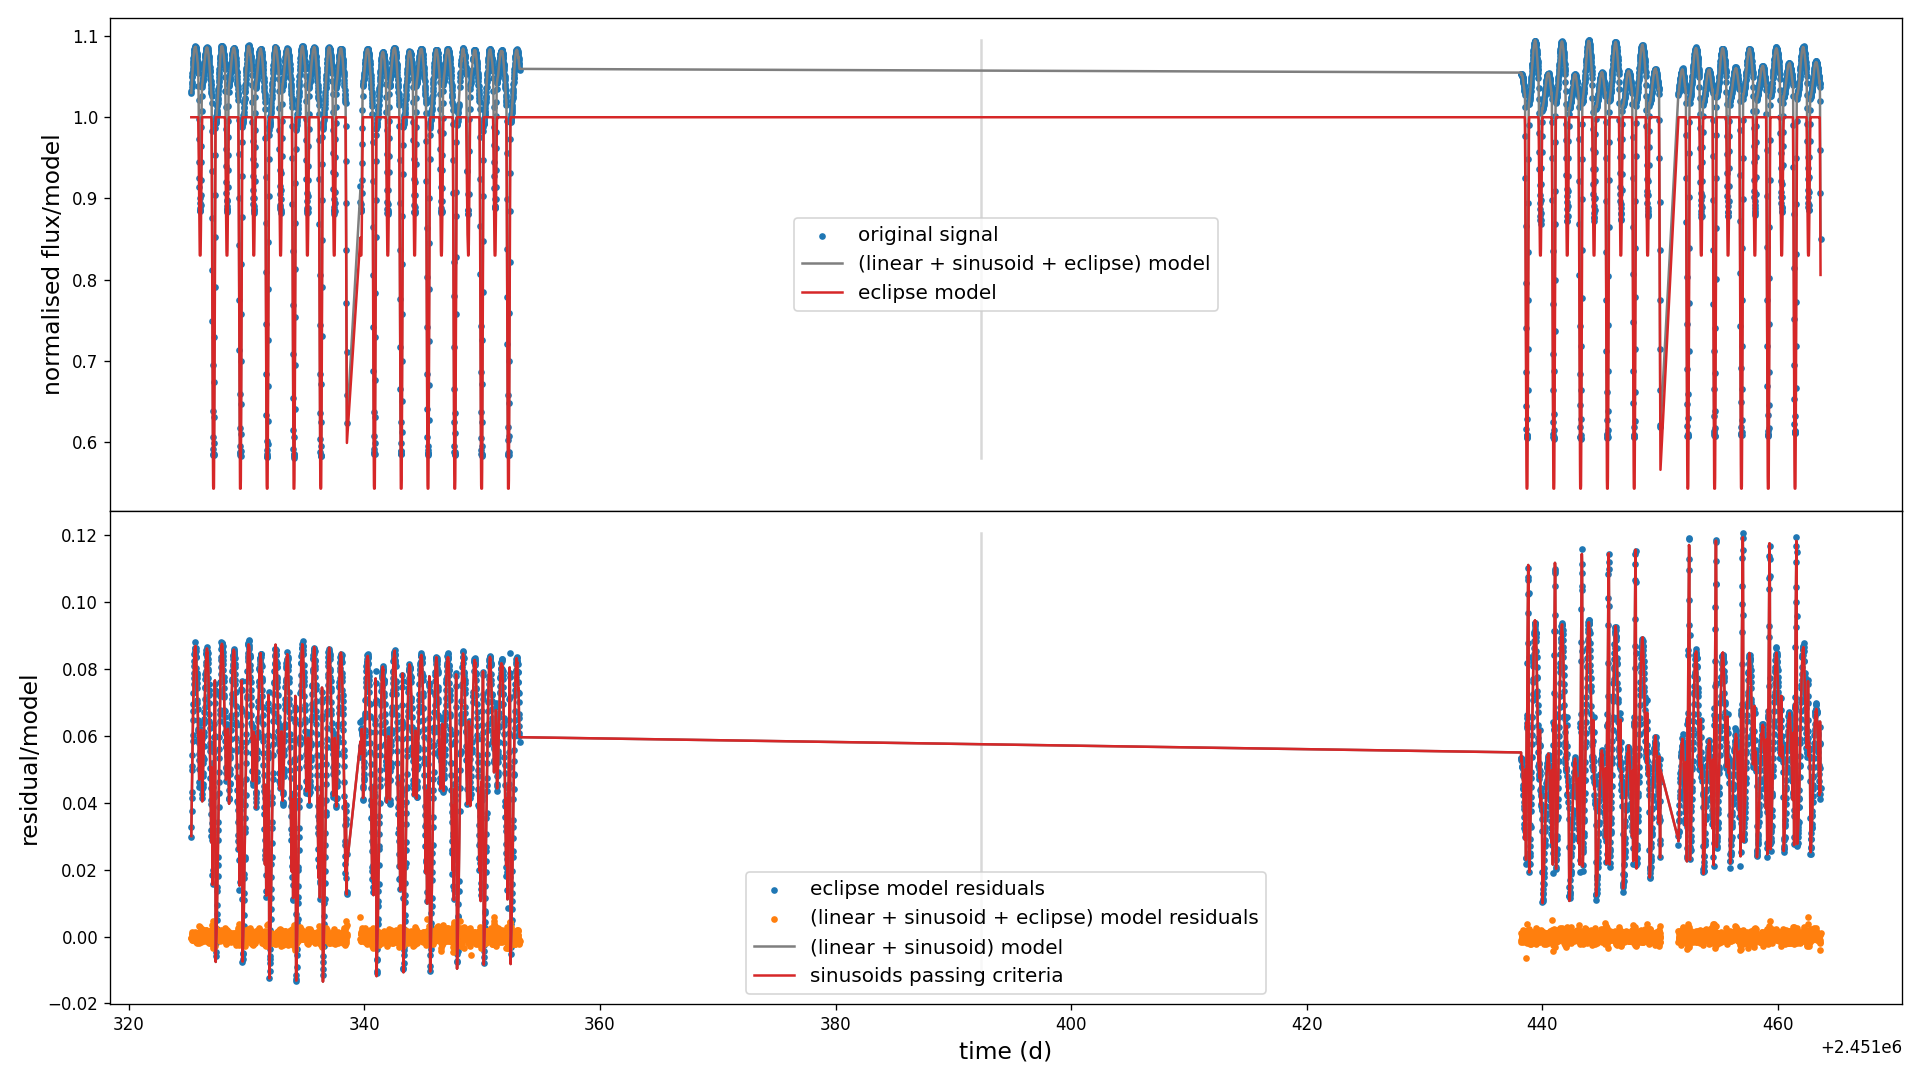 1.1
1.0
0.9
0.8
0.7
0.6
normalised flux/model
original signal
(linear + sinusoid + eclipse) model
eclipse model
0.12
0.10
0.08
0.06
0.04
0.02
0.00
−0.02
residual/model
eclipse model residuals
(linear + sinusoid + eclipse) model residuals
(linear + sinusoid) model
sinusoids passing criteria
320 340 360 380 400 420 440 460
time (d)
+2.451e6